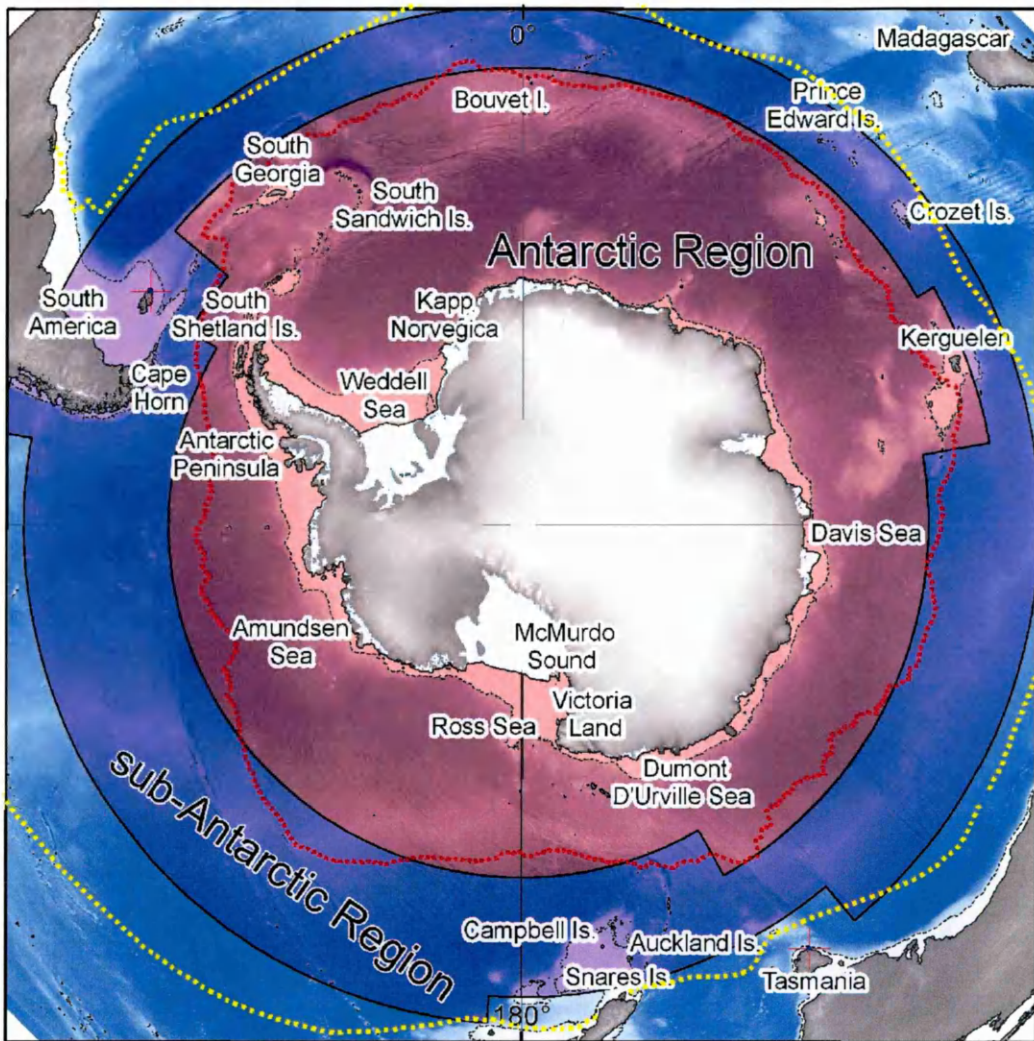 0°
Madagascar
Bouvet I.
Prince
Edward Is.
South
Georgia
South
Sandwich Is.
Crozet Is.
Antarctic Region
South
America
South
Shetland Is.
Kapp
Norvegica
Kerguelen
Cape
Horn
Weddell
Sea
Antarctic
Peninsula
Davis Sea
Amundsen
Sea
McMurdo
Sound
Victoria
Land
Ross Sea
Dumont
D'Urville Sea
sub-Antarctic Region
Campbell Is.
Auckland Is.
Snares Is.
Tasmania
180°